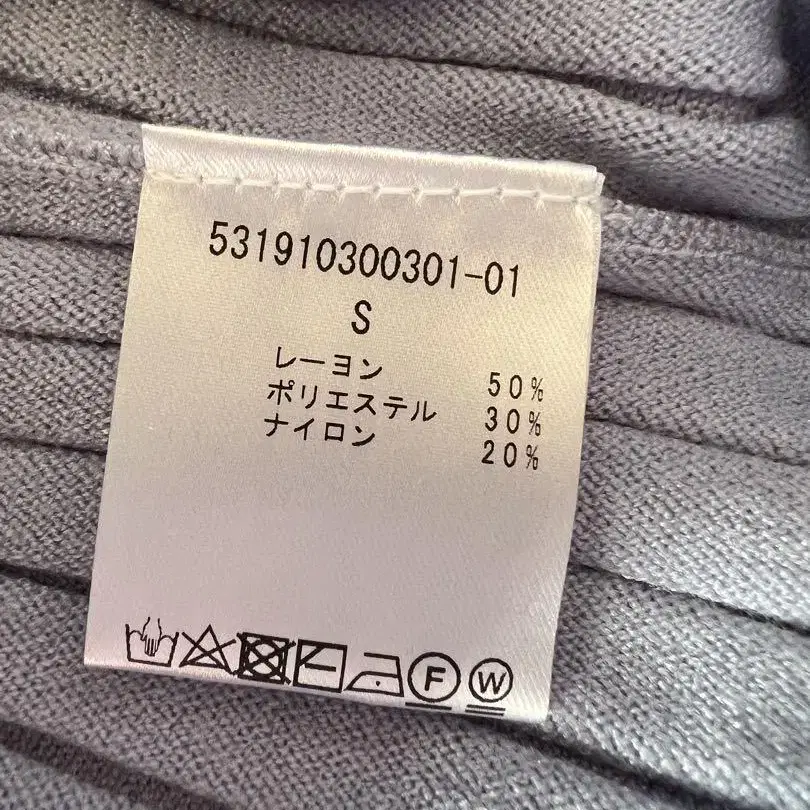 531910300301-01
S
レーヨン 50%
ポリエステル 30%
ナイロン 20%
F W